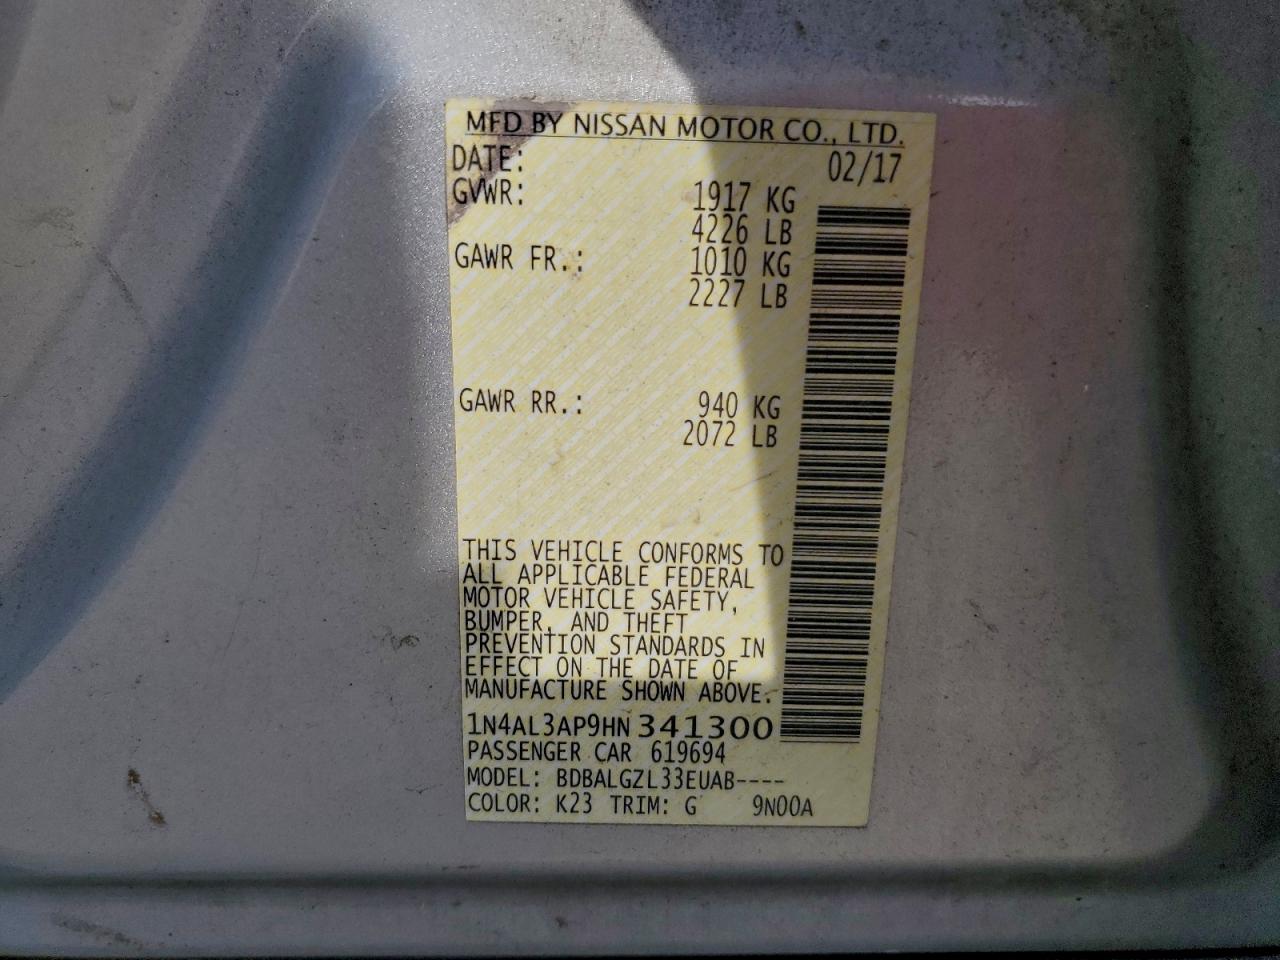 MFD BY NISSAN MOTOR CO., LTD.
DATE: 02/17
GVWR: 1917 KG
4226 LB
GAWR FR.: 1010 KG
2227 LB
GAWR RR.: 940 KG
2072 LB
THIS VEHICLE CONFORMS TO
ALL APPLICABLE FEDERAL
MOTOR VEHICLE SAFETY,
BUMPER, AND THEFT
PREVENTION STANDARDS IN
EFFECT ON THE DATE OF
MANUFACTURE SHOWN ABOVE.
1N4AL3AP9HN341300
PASSENGER CAR 619694
MODEL: BDBALGZL33EUAB----
COLOR: K23 TRIM: G 9N00A